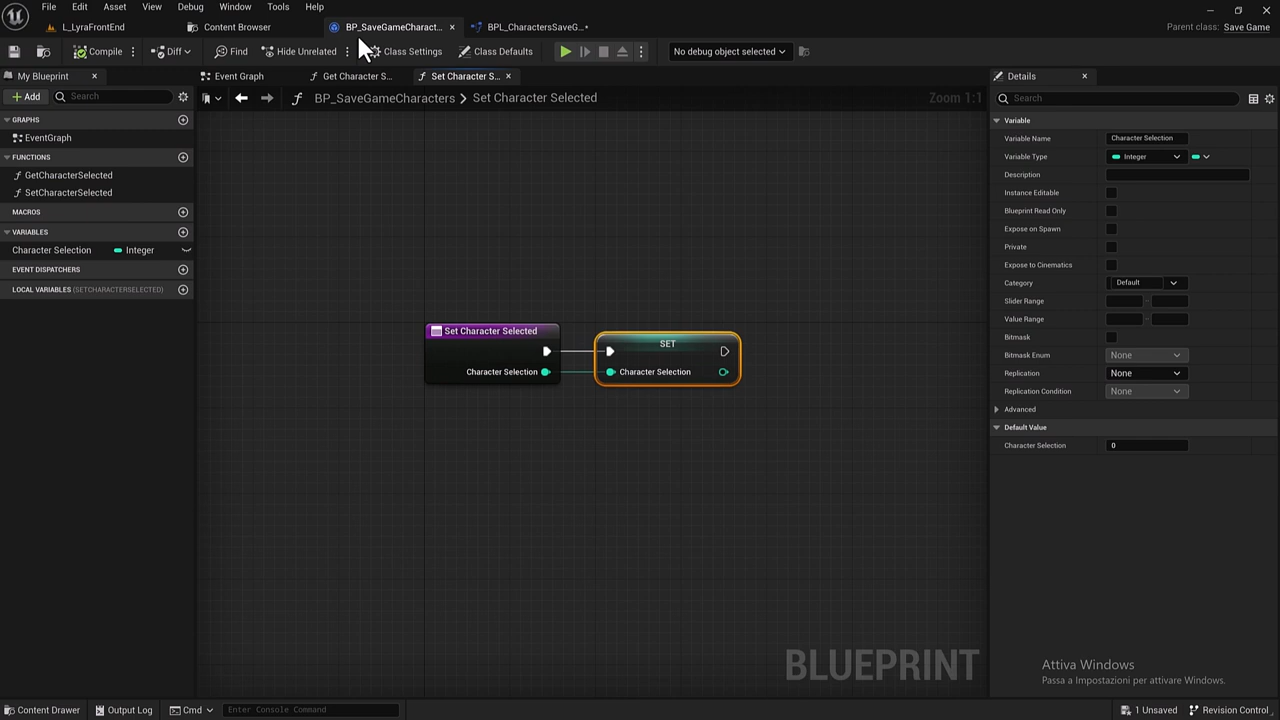 File Edit Asset View Debug Window Tools Help
L_LyraFrontEnd Content Browser BP_SaveGameCharact... BPL_CharactersSaveG...• Parent class: Save Game
Compile Diff Find Hide Unrelated Class Settings Class Defaults No debug object selected
My Blueprint Event Graph Get Character S... Set Character S... Details
Add Search BP_SaveGameCharacters > Set Character Selected Zoom 1:1 Search
GRAPHS
EventGraph
FUNCTIONS
GetCharacterSelected
SetCharacterSelected
MACROS
VARIABLES
Character Selection Integer
EVENT DISPATCHERS
LOCAL VARIABLES (SETCHARACTERSELECTED)
Set Character Selected
Character Selection
SET
Character Selection
Variable
Variable Name Character Selection
Variable Type Integer
Description
Instance Editable
Blueprint Read Only
Expose on Spawn
Private
Expose to Cinematics
Category Default
Slider Range
Value Range
Bitmask
Bitmask Enum None
Replication None
Replication Condition None
Advanced
Default Value
Character Selection 0
BLUEPRINT
Attiva Windows
Passa a Impostazioni per attivare Windows.
Content Drawer Output Log Cmd Enter Console Command 1 Unsaved Revision Control